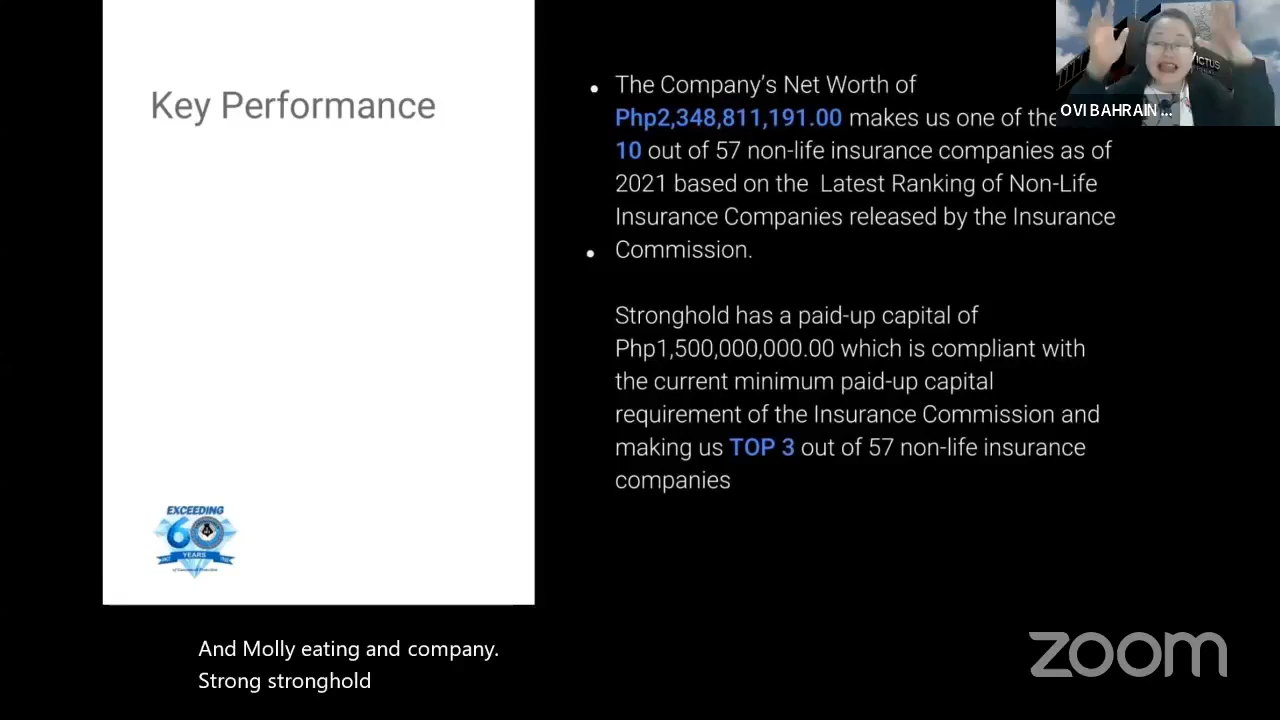 Key Performance
The Company's Net Worth of
Php2,348,811,191.00 makes us one of the
10 out of 57 non-life insurance companies as of
2021 based on the Latest Ranking of Non-Life
Insurance Companies released by the Insurance
Commission.
Stronghold has a paid-up capital of
Php1,500,000,000.00 which is compliant with
the current minimum paid-up capital
requirement of the Insurance Commission and
making us TOP 3 out of 57 non-life insurance
companies
OVI BAHRAIN ...
EXCEEDING
60
YEARS
And Molly eating and company.
Strong stronghold
zoom